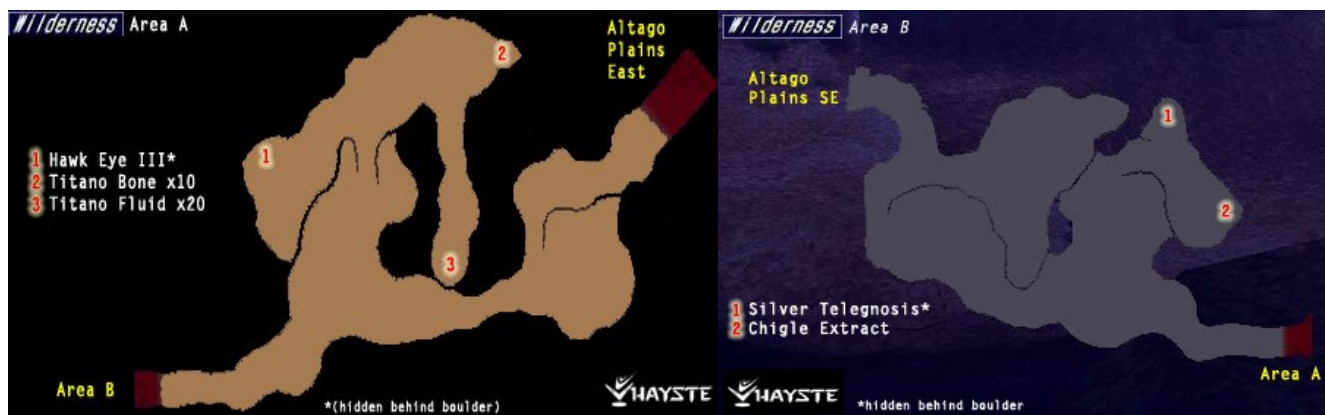 Wilderness Area A
Altago
Plains
East
1 Hawk Eye III*
2 Titano Bone x10
3 Titano Fluid x20
1
2
3
Area B
*(hidden behind boulder)
HAYSTE
Wilderness Area B
Altago
Plains SE
1
2
1 Silver Telegnosis*
2 Chigle Extract
Area A
HAYSTE
*hidden behind boulder